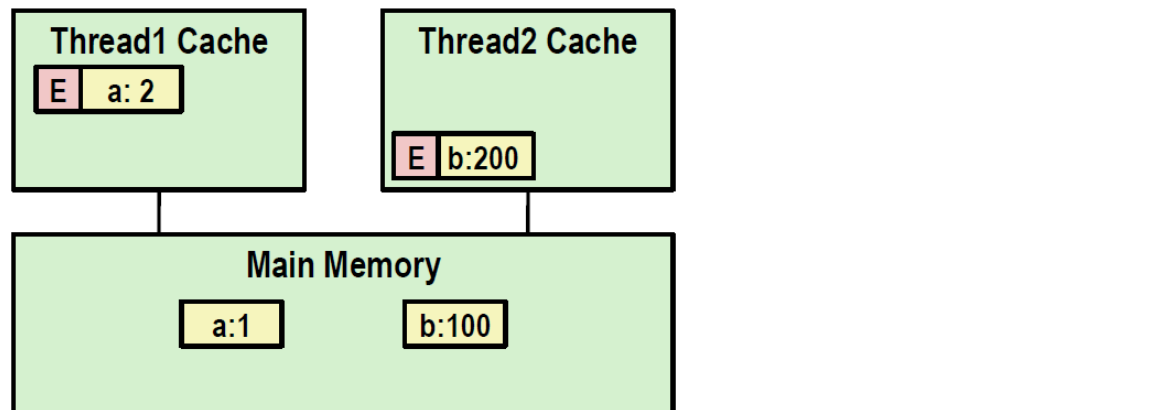 Thread1 Cache
E a: 2
Thread2 Cache
E b:200
Main Memory
a:1
b:100